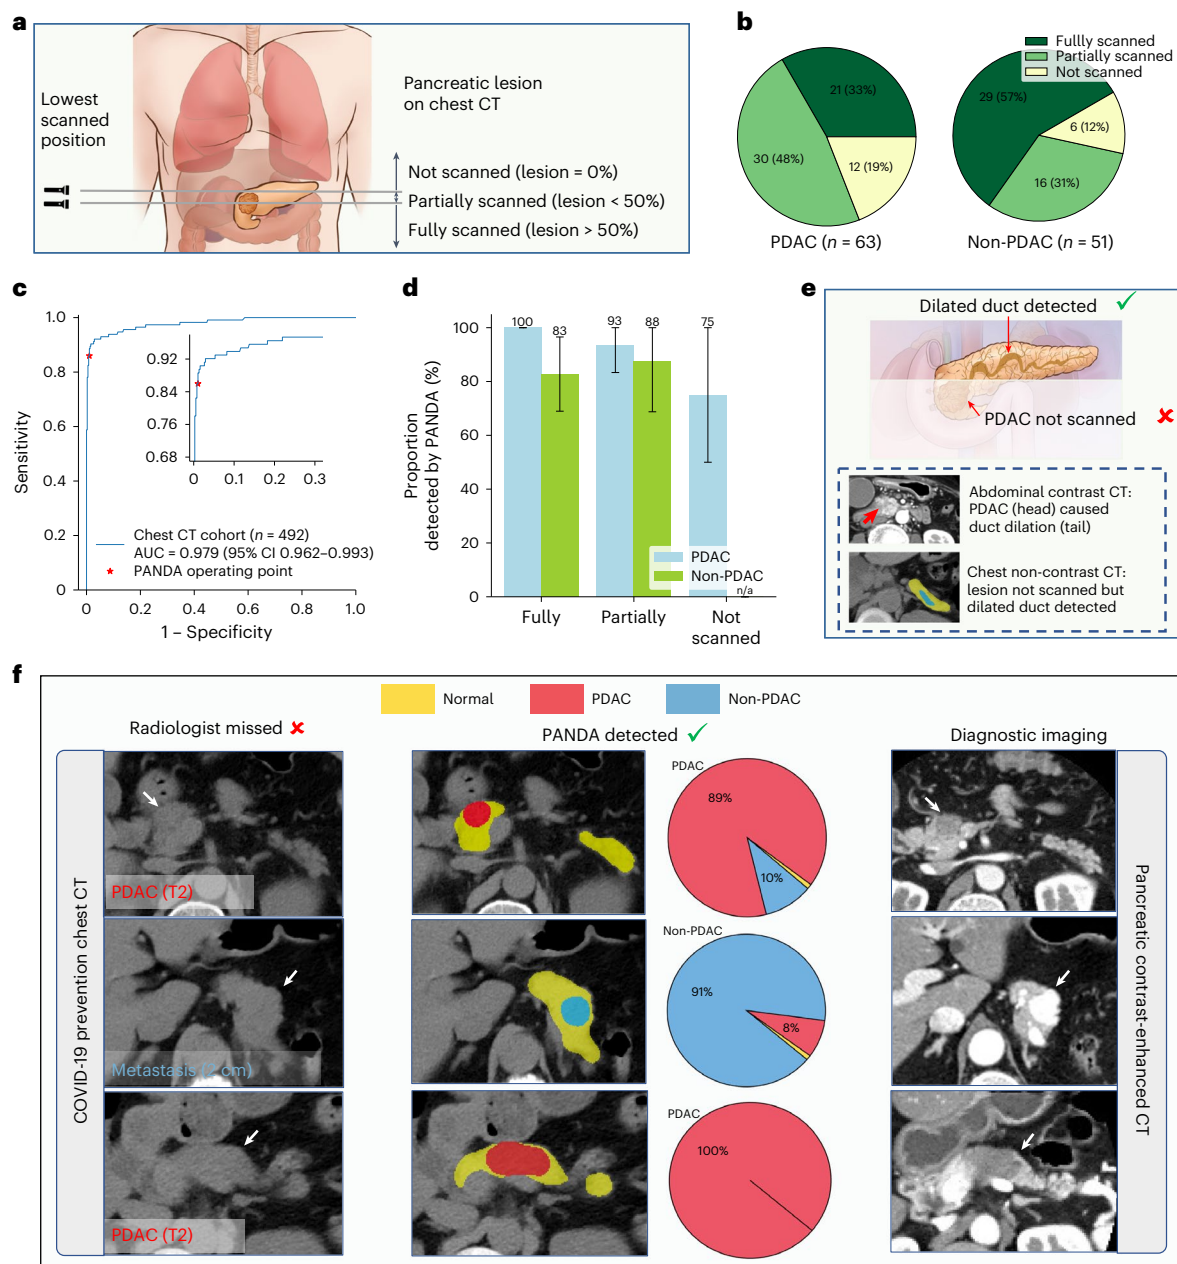 a
Lowest
scanned
position
Pancreatic lesion
on chest CT
Not scanned (lesion = 0%)
Partially scanned (lesion < 50%)
Fully scanned (lesion > 50%)
b
Fullly scanned
Partially scanned
Not scanned
21 (33%)
30 (48%)
12 (19%)
PDAC (n = 63)
29 (57%)
6 (12%)
16 (31%)
Non-PDAC (n = 51)
c
Sensitivity
1.0
0.8
0.6
0.4
0.2
0
0.92
0.84
0.76
0.68
0
0.1
0.2
0.3
Chest CT cohort (n = 492)
AUC = 0.979 (95% CI 0.962–0.993)
PANDA operating point
0
0.2
0.4
0.6
0.8
1.0
1 – Specificity
d
Proportion
detected by PANDA (%)
100
80
60
40
20
0
100
83
93
88
75
n/a
PDAC
Non-PDAC
Fully
Partially
Not
scanned
e
Dilated duct detected
PDAC not scanned
Abdominal contrast CT:
PDAC (head) caused
duct dilation (tail)
Chest non-contrast CT:
lesion not scanned but
dilated duct detected
f
Normal
PDAC
Non-PDAC
Radiologist missed
PANDA detected
Diagnostic imaging
COVID-19 prevention chest CT
PDAC (T2)
PDAC
89%
10%
Metastasis (2 cm)
Non-PDAC
91%
8%
PDAC (T2)
PDAC
100%
Pancreatic contrast-enhanced CT